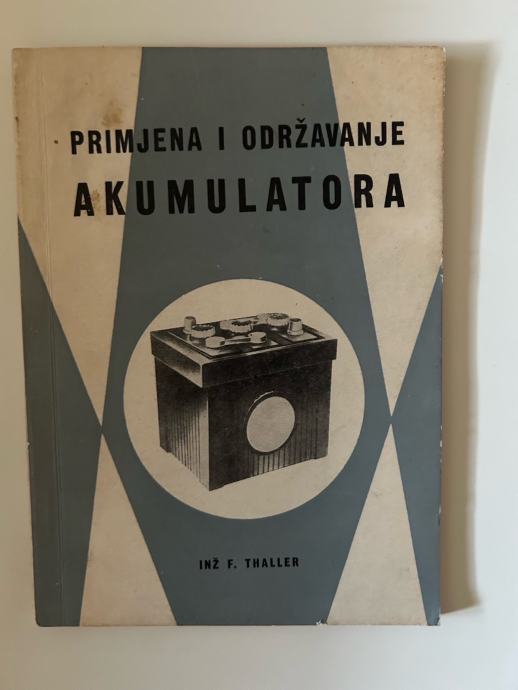 PRIMJENA I ODRŽAVANJE
AKUMULATORA
INŽ F. THALLER